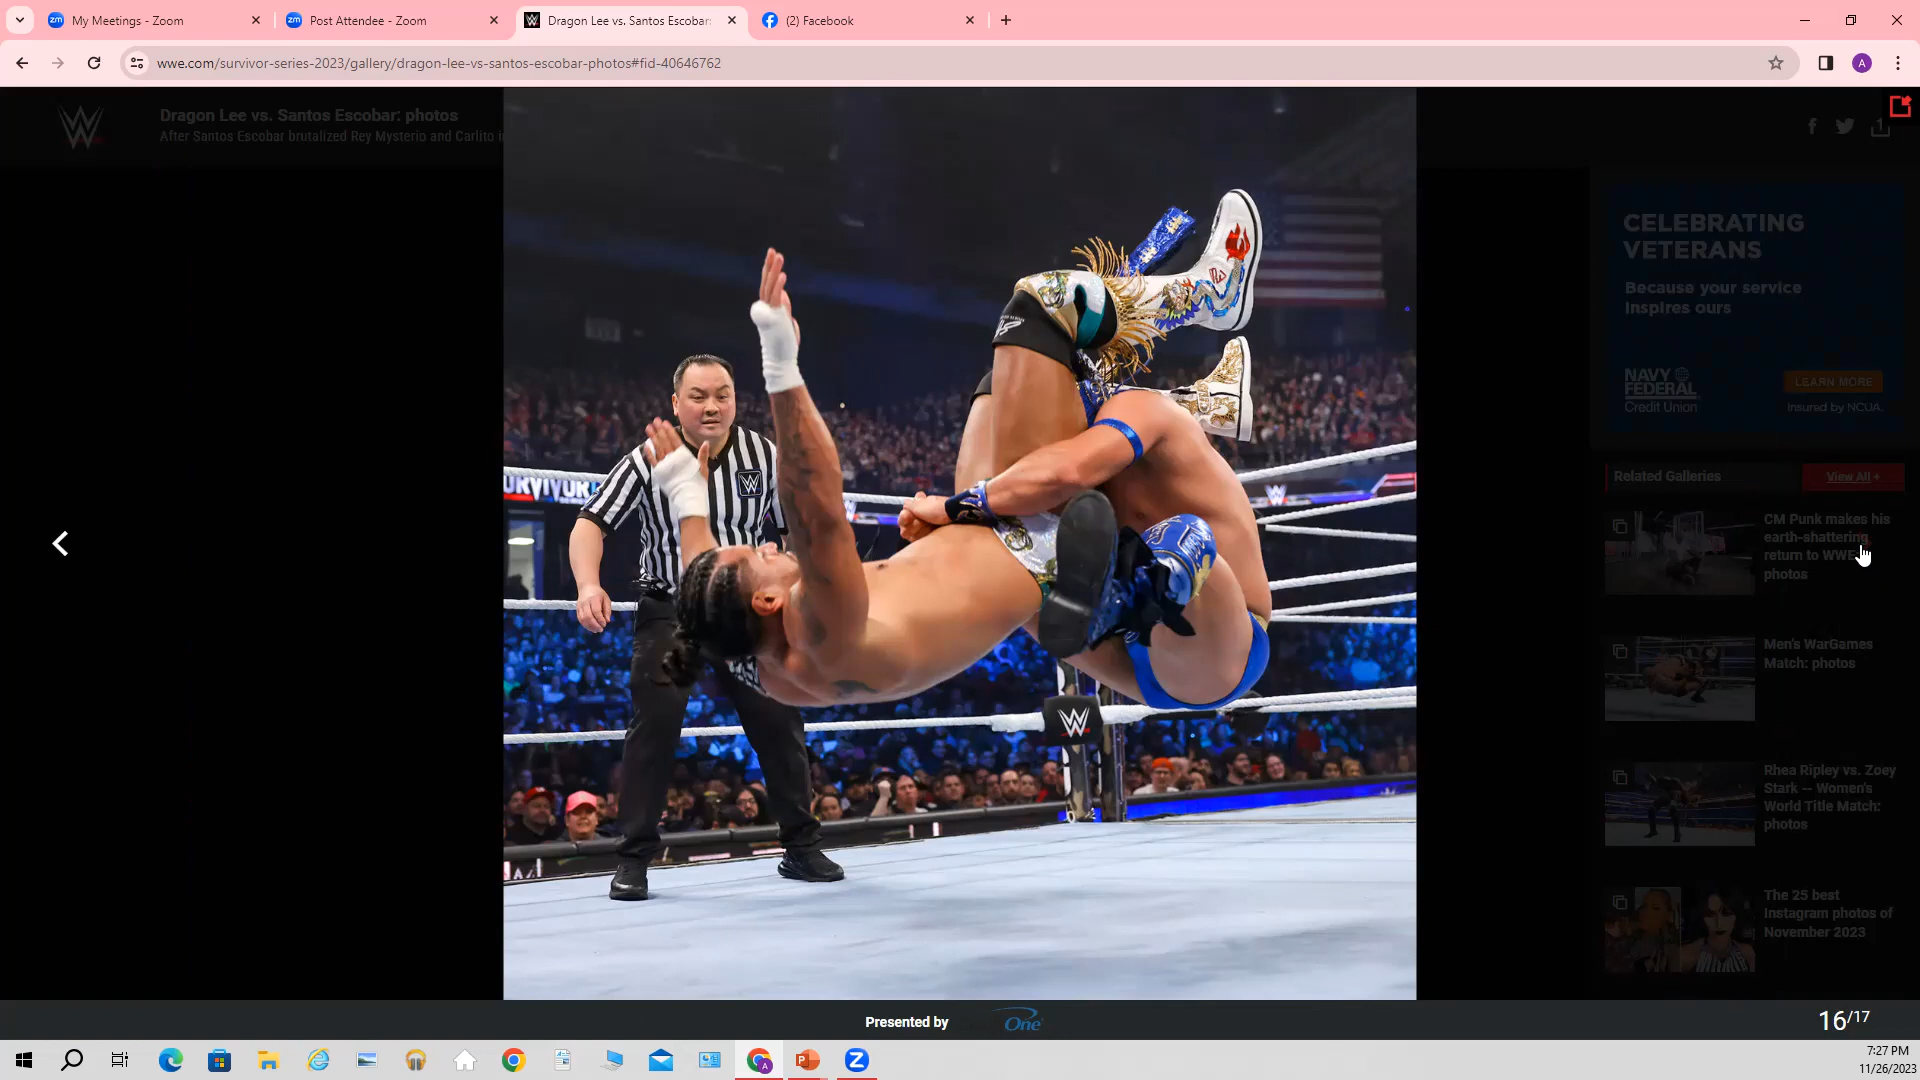 My Meetings - Zoom
Post Attendee - Zoom
Dragon Lee vs. Santos Escobar:
(2) Facebook
wwe.com/survivor-series-2023/gallery/dragon-lee-vs-santos-escobar-photos#fid-40646762
A
Dragon Lee vs. Santos Escobar: photos
After Santos Escobar brutalized Rey Mysterio and Carlito i
CELEBRATING
VETERANS
Because your service
Inspires ours
NAVY
FEDERAL
Credit Union
LEARN MORE
Insured by NCUA.
URVIVOR
Related Galleries
View All +
CM Punk makes his
earth-shattering
return to WWE
photos
Men's WarGames
Match: photos
Rhea Ripley vs. Zoey
Stark -- Women's
World Title Match:
photos
The 25 best
Instagram photos of
November 2023
Presented by
One
16/17
7:27 PM
11/26/2023